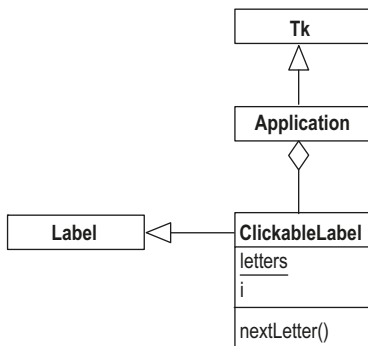 Tk
Application
Label
ClickableLabel
letters
i
nextLetter()